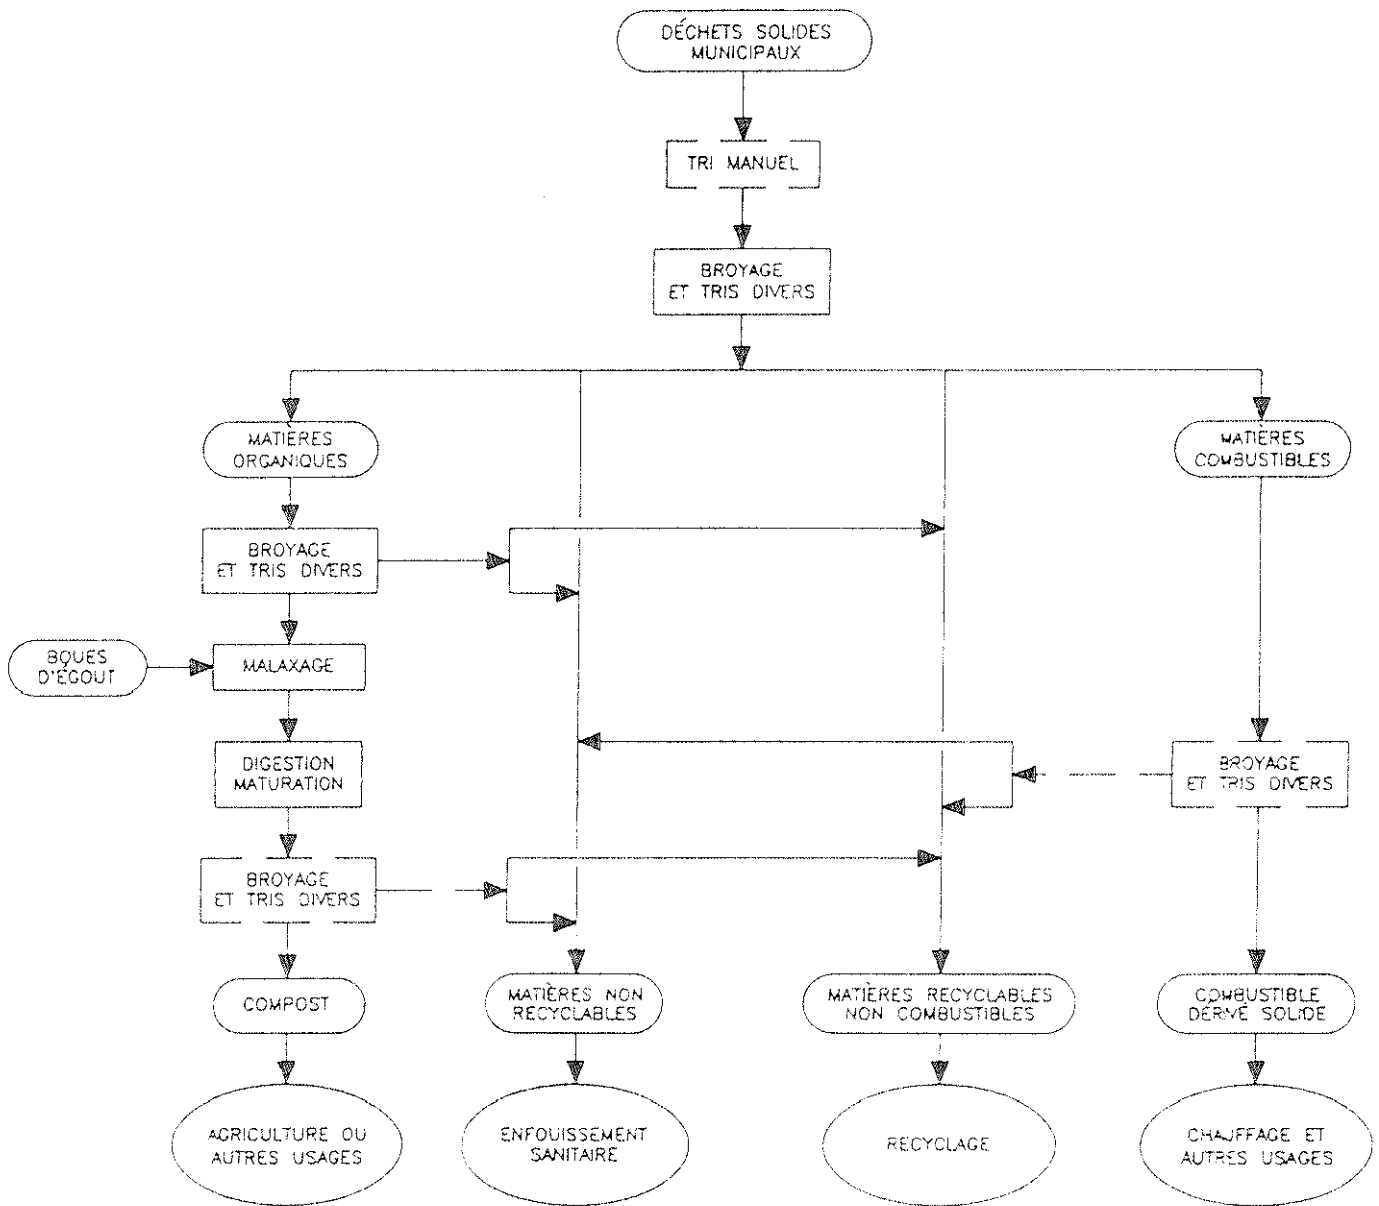 DÉCHETS SOLIDES
MUNICIPAUX
TRI MANUEL
BROYAGE
ET TRIS DIVERS
MATIÈRES
ORGANIQUES
MATIÈRES
COMBUSTIBLES
BROYAGE
ET TRIS DIVERS
BOUES
D'ÉGOUT
MALAXAGE
DIGESTION
MATURATION
BROYAGE
ET TRIS DIVERS
BROYAGE
ET TRIS DIVERS
COMPOST
MATIÈRES NON
RECYCLABLES
MATIÈRES RECYCLABLES
NON COMBUSTIBLES
COMBUSTIBLE
DÉRIVÉ SOLIDE
AGRICULTURE OU
AUTRES USAGES
ENFOUISSEMENT
SANITAIRE
RECYCLAGE
CHAUFFAGE ET
AUTRES USAGES